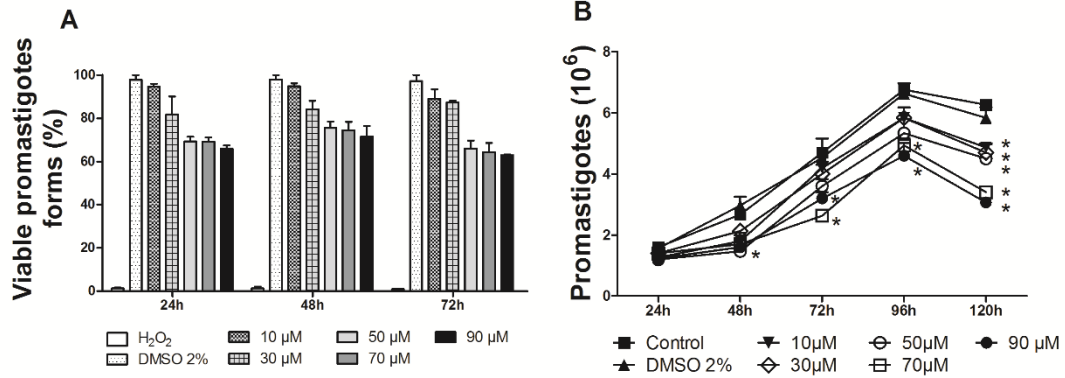 A
Viable promastigotes
forms (%)
100
80
60
40
20
0
24h
48h
72h
H₂O₂
10 µM
50 µM
90 µM
DMSO 2%
30 µM
70 µM
B
Promastigotes (10⁶)
8
6
4
2
0
*
*
*
*
*
*
*
*
*
*
24h
48h
72h
96h
120h
Control
10µM
50µM
90 µM
DMSO 2%
30µM
70µM